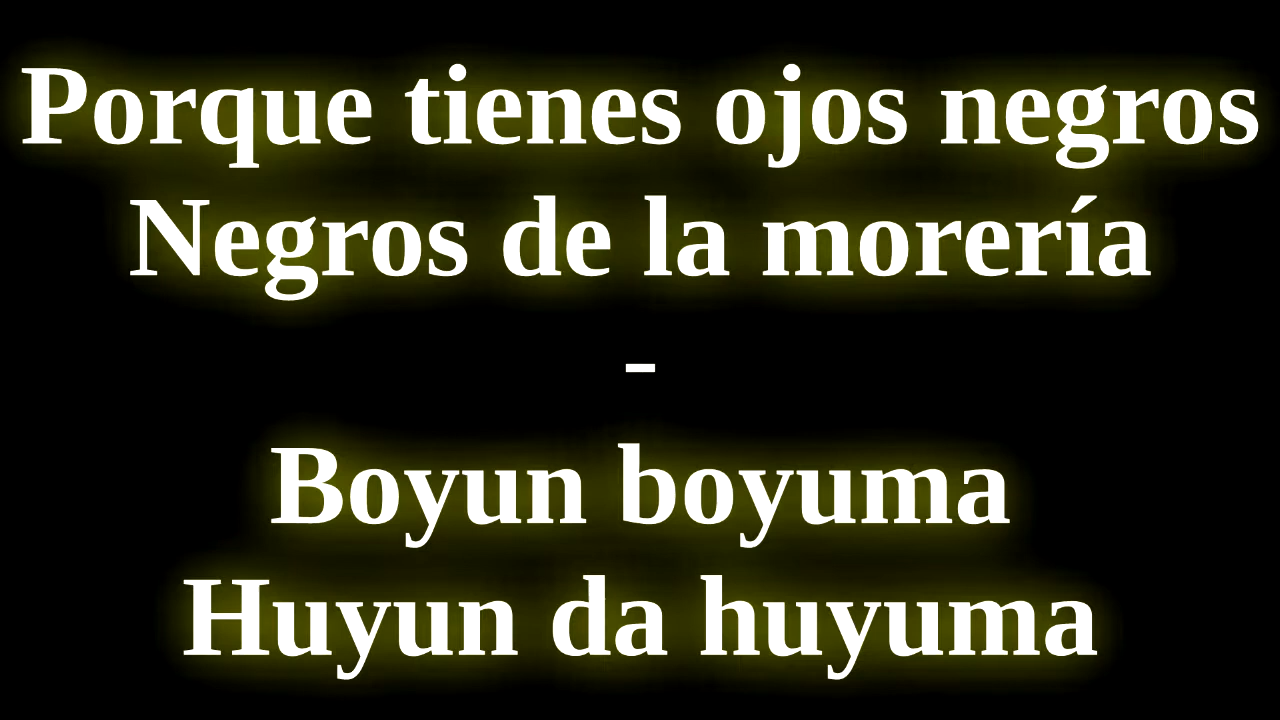 Porque tienes ojos negros
Negros de la morería
-
Boyun boyuma
Huyun da huyuma